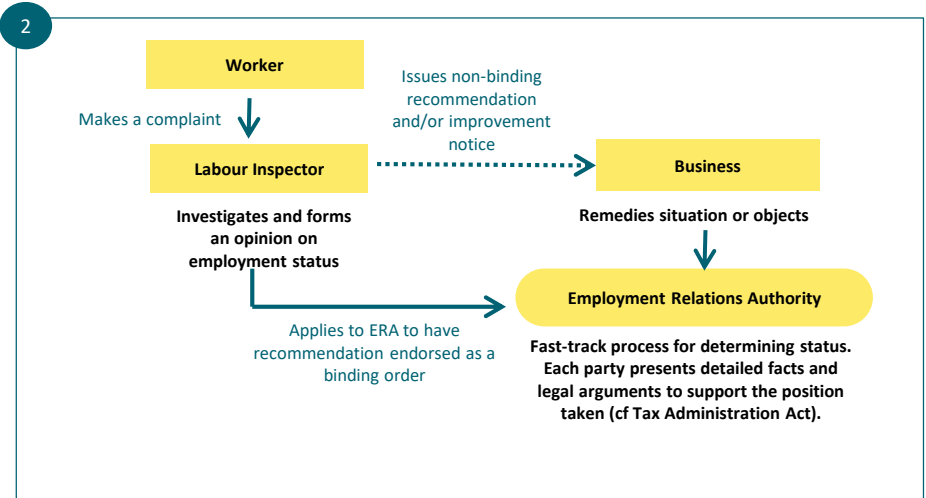 2
Worker
Makes a complaint
Issues non-binding
recommendation
and/or improvement
notice
Labour Inspector
Business
Investigates and forms
an opinion on
employment status
Remedies situation or objects
Employment Relations Authority
Applies to ERA to have
recommendation endorsed as a
binding order
Fast-track process for determining status.
Each party presents detailed facts and
legal arguments to support the position
taken (cf Tax Administration Act).